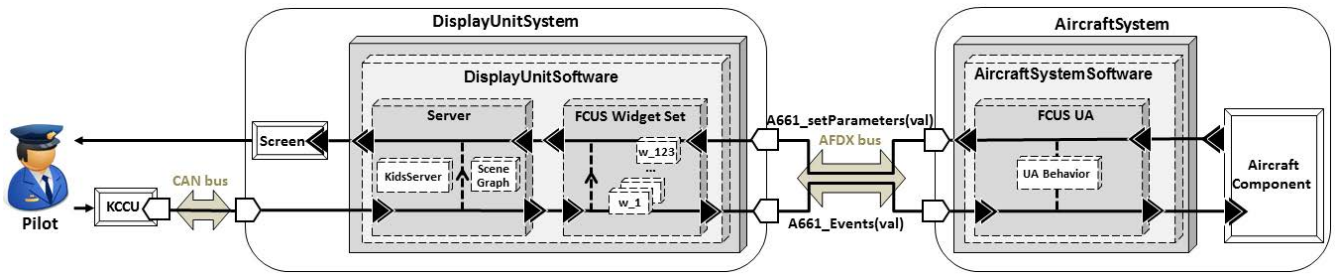 DisplayUnitSystem
AircraftSystem
DisplayUnitSoftware
AircraftSystemSoftware
Server
FCUS Widget Set
FCUS UA
A661_setParameters(val)
AFDX bus
Screen
w_123
...
KidsServer
Scene
Graph
UA Behavior
Aircraft
Component
CAN bus
KCCU
w_1
Pilot
A661_Events(val)